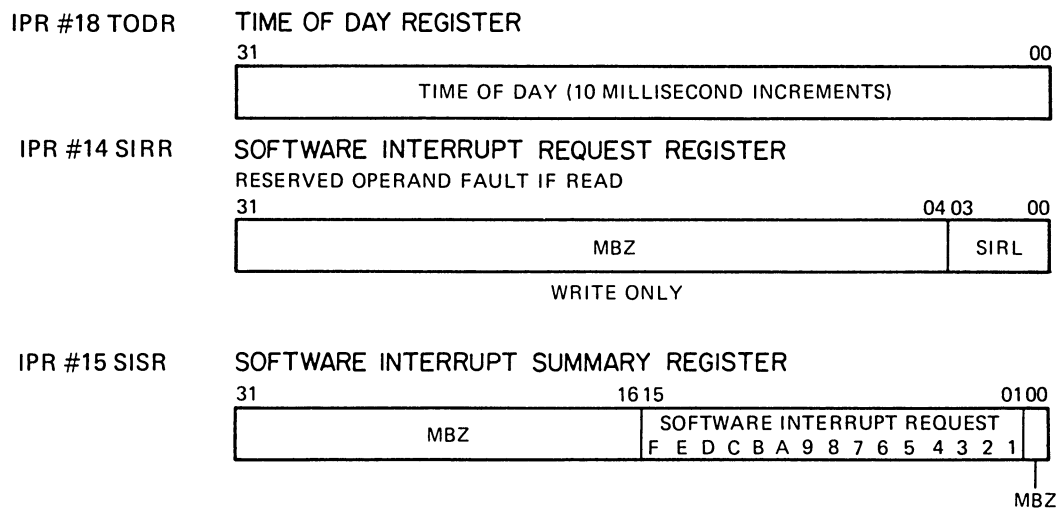 IPR #18 TODR TIME OF DAY REGISTER
31 00
TIME OF DAY (10 MILLISECOND INCREMENTS)
IPR #14 SIRR SOFTWARE INTERRUPT REQUEST REGISTER
RESERVED OPERAND FAULT IF READ
31 04 03 00
MBZ SIRL
WRITE ONLY
IPR #15 SISR SOFTWARE INTERRUPT SUMMARY REGISTER
31 16 15 01 00
SOFTWARE INTERRUPT REQUEST
MBZ
F E D C B A 9 8 7 6 5 4 3 2 1
MBZ